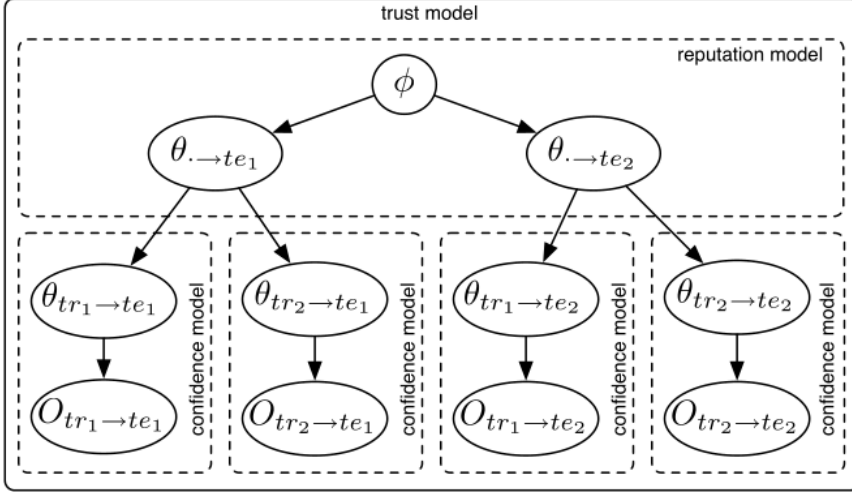 trust model
reputation model
ϕ
θ.→te₁ θ.→te₂
θtr₁→te₁ θtr₂→te₁ θtr₁→te₂ θtr₂→te₂
confidence model confidence model confidence model confidence model
Otr₁→te₁ Otr₂→te₁ Otr₁→te₂ Otr₂→te₂